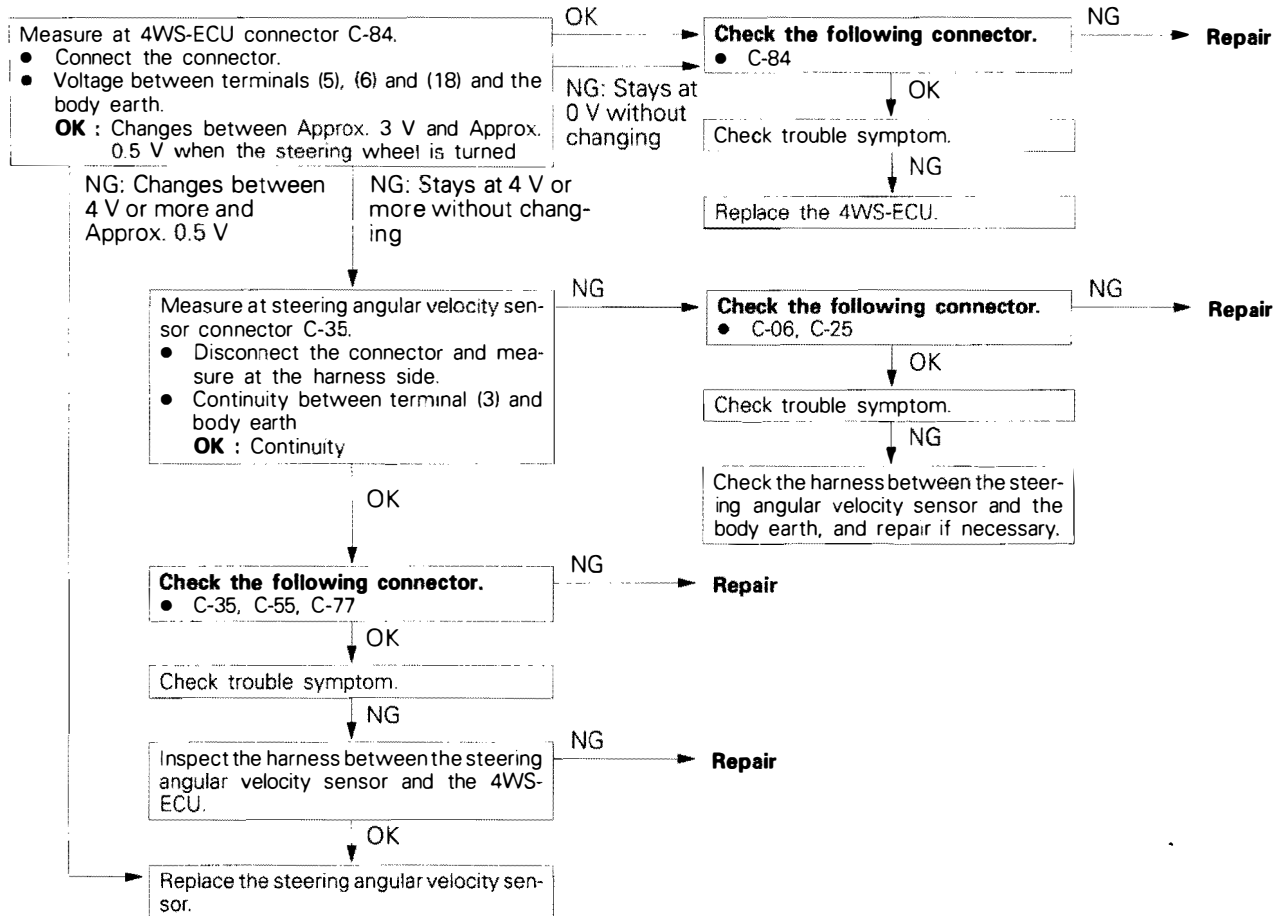 Measure at 4WS-ECU connector C-84.
● Connect the connector.
● Voltage between terminals (5), (6) and (18) and the
body earth.
OK : Changes between Approx. 3 V and Approx.
0.5 V when the steering wheel is turned
OK
NG: Stays at
0 V without
changing
Check the following connector.
● C-84
NG
Repair
OK
Check trouble symptom.
NG
Replace the 4WS-ECU.
NG: Changes between
4 V or more and
Approx. 0.5 V
NG: Stays at 4 V or
more without chang-
ing
Measure at steering angular velocity sen-
sor connector C-35.
● Disconnect the connector and mea-
sure at the harness side.
● Continuity between terminal (3) and
body earth
OK : Continuity
NG
Check the following connector.
● C-06, C-25
NG
Repair
OK
Check trouble symptom.
NG
Check the harness between the steer-
ing angular velocity sensor and the
body earth, and repair if necessary.
OK
Check the following connector.
● C-35, C-55, C-77
NG
Repair
OK
Check trouble symptom.
NG
Inspect the harness between the steering
angular velocity sensor and the 4WS-
ECU.
NG
Repair
OK
Replace the steering angular velocity sen-
sor.